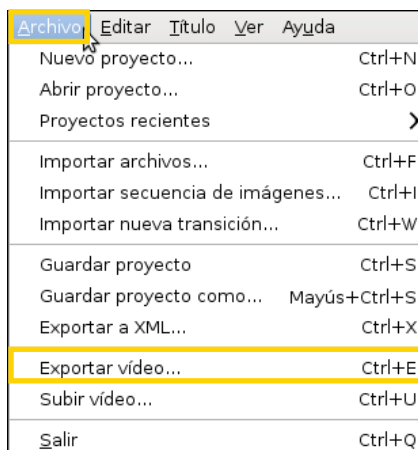 Archivo Editar Título Ver Ayuda
Nuevo proyecto... Ctrl+N
Abrir proyecto... Ctrl+O
Proyectos recientes
Importar archivos... Ctrl+F
Importar secuencia de imágenes... Ctrl+I
Importar nueva transición... Ctrl+W
Guardar proyecto Ctrl+S
Guardar proyecto como... Mayús+Ctrl+S
Exportar a XML... Ctrl+X
Exportar vídeo... Ctrl+E
Subir vídeo... Ctrl+U
Salir Ctrl+Q